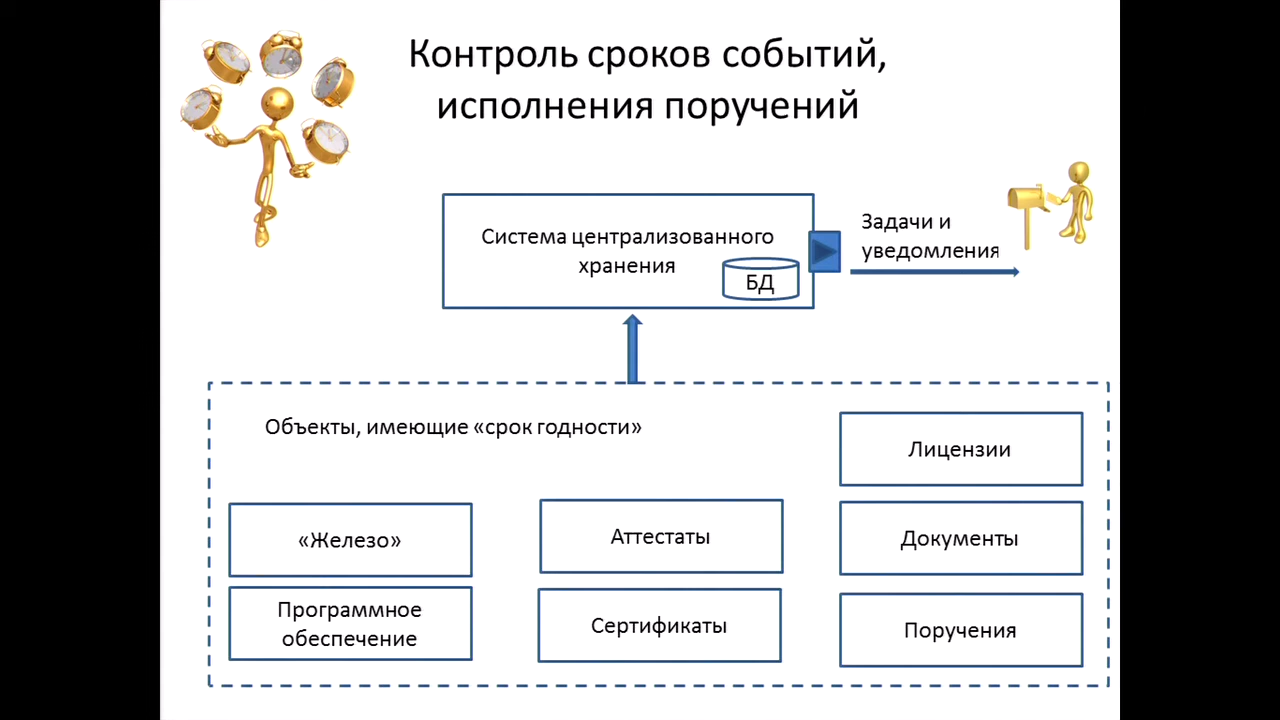 Контроль сроков событий,
исполнения поручений
Система централизованного
хранения
БД
Задачи и
уведомления
Объекты, имеющие «срок годности»
Лицензии
«Железо»
Аттестаты
Документы
Программное
обеспечение
Сертификаты
Поручения